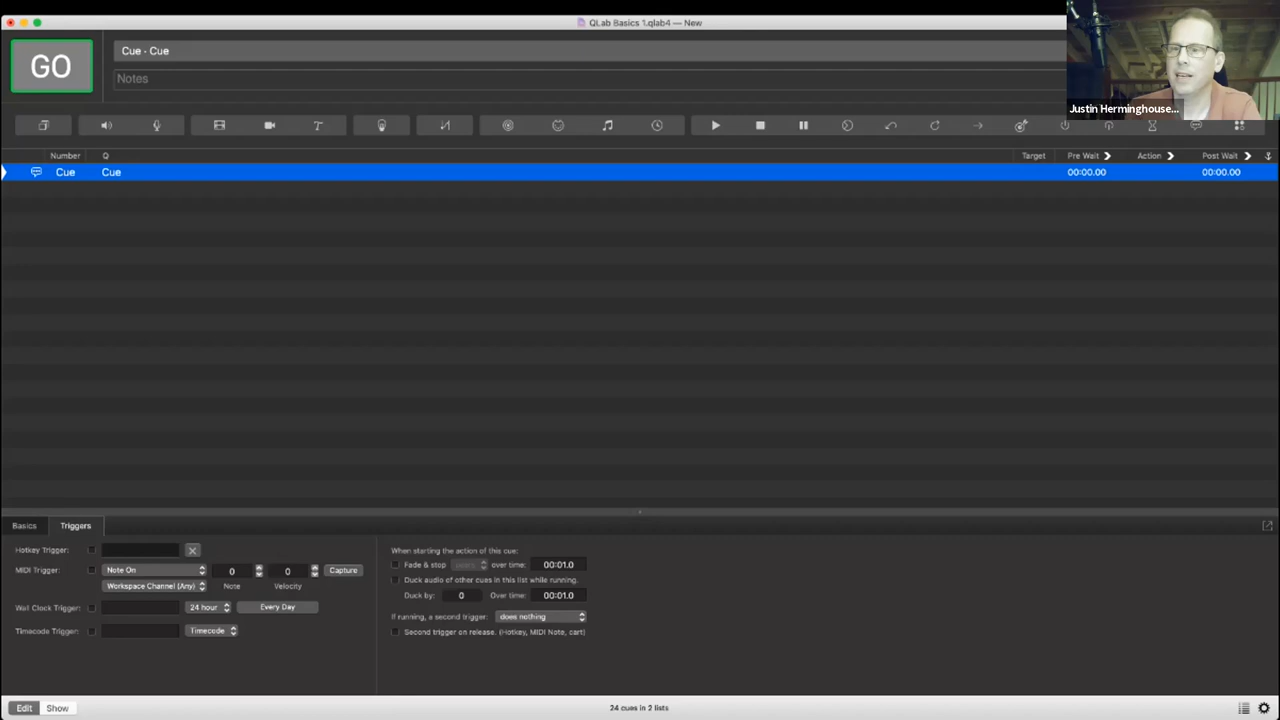 QLab Basics 1.qlab4 — New
GO
Cue - Cue
Notes
Justin Herminghouse...
Number Q Target Pre Wait Action Post Wait
Cue Cue 00:00.00 00:00.00
Basics Triggers
Hotkey Trigger:
MIDI Trigger: Note On 0 0 Capture
Workspace Channel (Any) Note Velocity
Wall Clock Trigger: 24 hour Every Day
Timecode Trigger: Timecode
When starting the action of this cue:
Fade & stop peers over time: 00:01.0
Duck audio of other cues in this list while running.
Duck by: 0 Over time: 00:01.0
If running, a second trigger: does nothing
Second trigger on release. (Hotkey, MIDI Note, cart)
Edit Show 24 cues in 2 lists